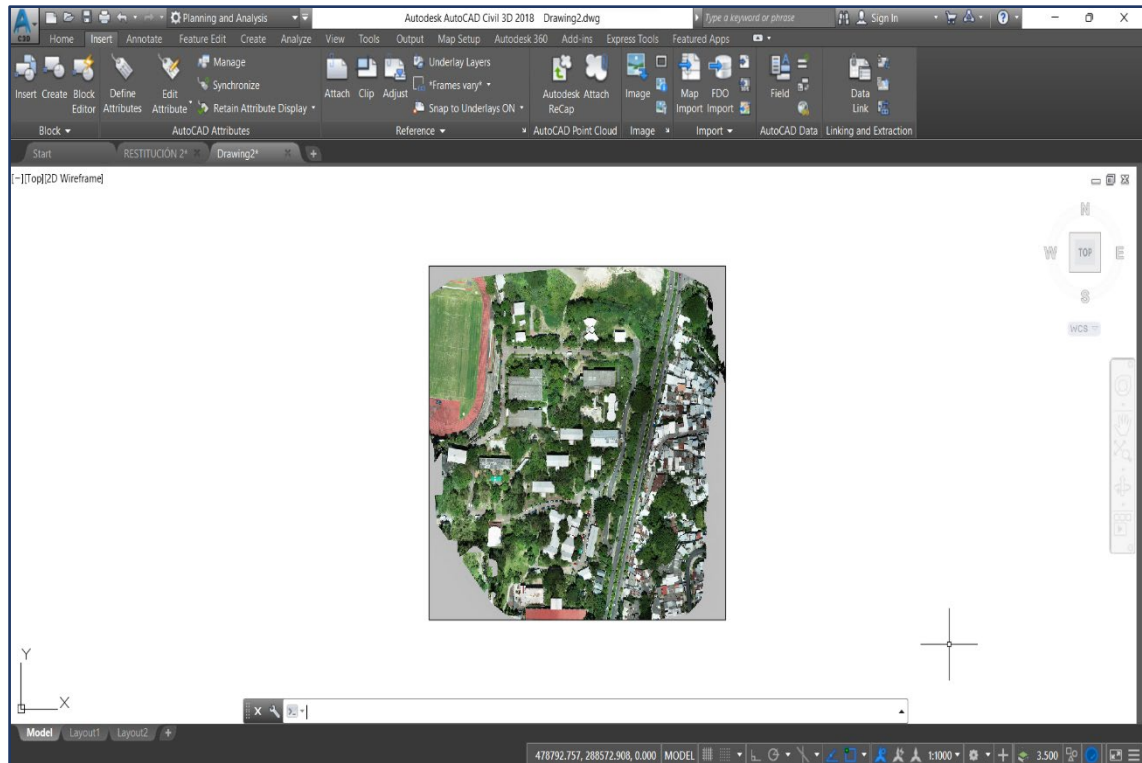 Planning and Analysis
Autodesk AutoCAD Civil 3D 2018 Drawing2.dwg
Type a keyword or phrase
Sign In
C3D
Home Insert Annotate Feature Edit Create Analyze View Tools Output Map Setup Autodesk 360 Add-ins Express Tools Featured Apps
Insert Create Block Editor
Define Attributes
Edit Attribute
Manage
Synchronize
Retain Attribute Display
Attach Clip Adjust
Underlay Layers
*Frames vary*
Snap to Underlays ON
Autodesk ReCap
Attach
Image
Map Import
FDO Import
Field
Data Link
Block
AutoCAD Attributes
Reference
AutoCAD Point Cloud
Image
Import
AutoCAD Data
Linking and Extraction
Start RESTITUCIÓN 2* Drawing2*
[−][Top][2D Wireframe]
N
W TOP E
S
WCS
Y
X
Model Layout1 Layout2
478792.757, 288572.908, 0.000 MODEL 1:1000 3.500